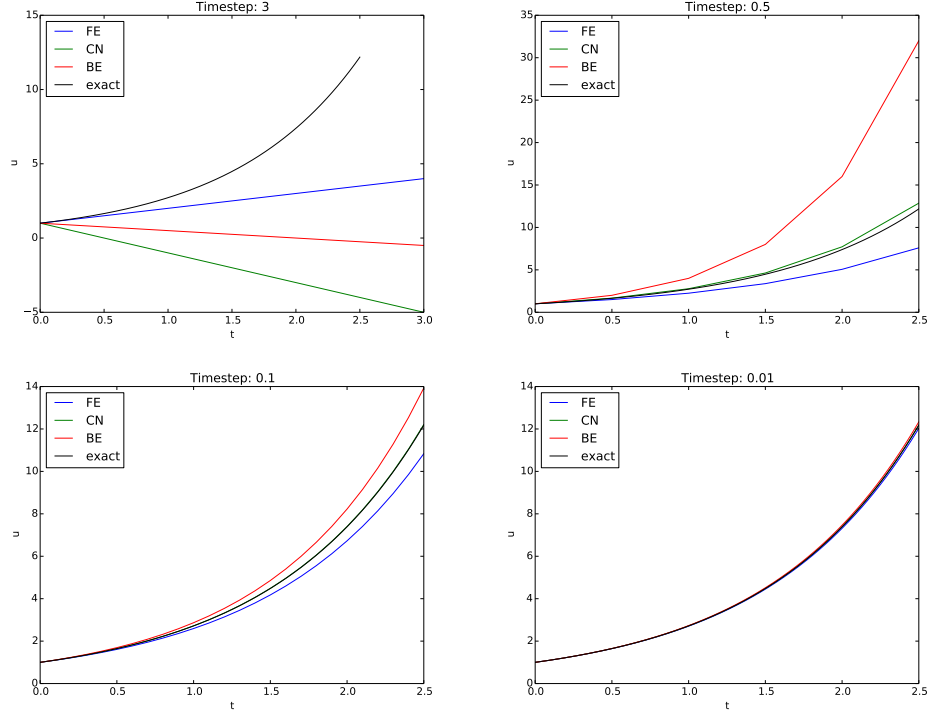 Timestep: 3
15
10
5
0
−5
u
FE
CN
BE
exact
0.0 0.5 1.0 1.5 2.0 2.5 3.0
t
Timestep: 0.5
35
30
25
20
15
10
5
0
u
FE
CN
BE
exact
0.0 0.5 1.0 1.5 2.0 2.5
t
Timestep: 0.1
14
12
10
8
6
4
2
0
u
FE
CN
BE
exact
0.0 0.5 1.0 1.5 2.0 2.5
t
Timestep: 0.01
14
12
10
8
6
4
2
0
u
FE
CN
BE
exact
0.0 0.5 1.0 1.5 2.0 2.5
t